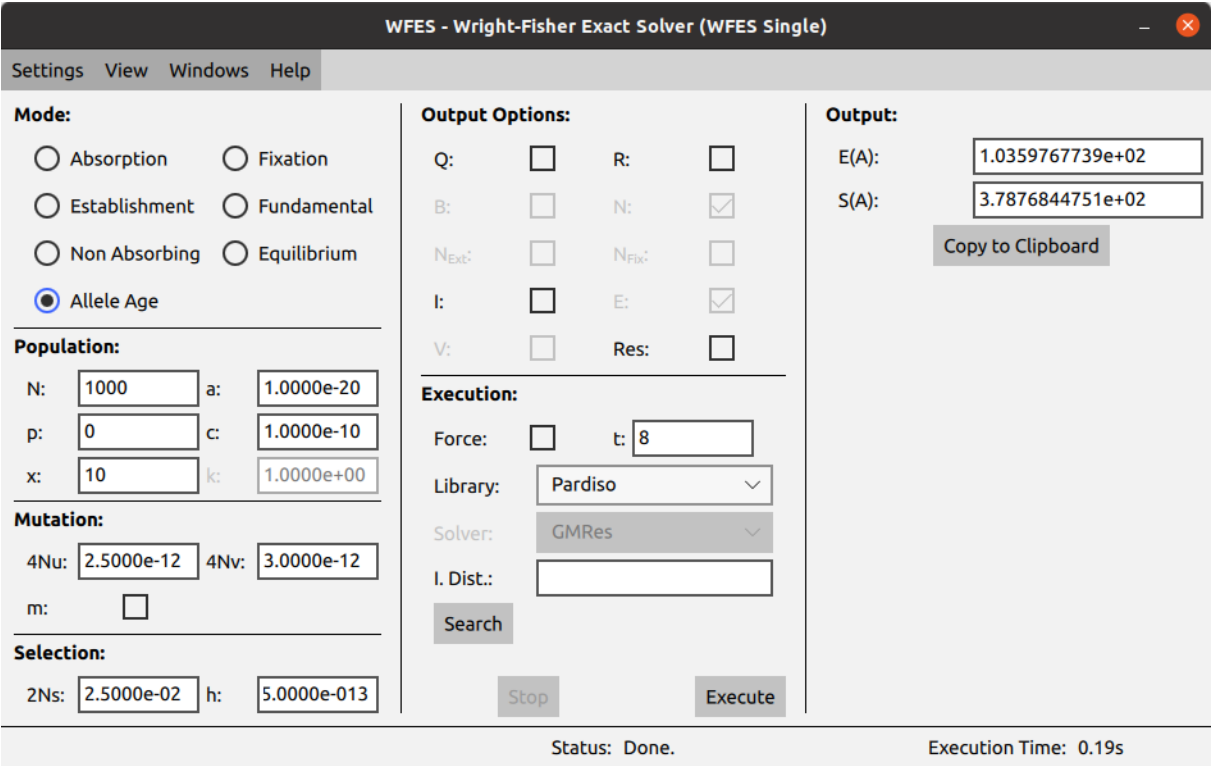 WFES - Wright-Fisher Exact Solver (WFES Single)
Settings View Windows Help
Mode:
Absorption Fixation
Establishment Fundamental
Non Absorbing Equilibrium
Allele Age
Population:
N: 1000 a: 1.0000e-20
p: 0 c: 1.0000e-10
x: 10 k: 1.0000e+00
Mutation:
4Nu: 2.5000e-12 4Nv: 3.0000e-12
m:
Selection:
2Ns: 2.5000e-02 h: 5.0000e-013
Output Options:
Q: R:
B: N:
NExt: NFix:
I: E:
V: Res:
Execution:
Force: t: 8
Library: Pardiso
Solver: GMRes
I. Dist.:
Search
Stop Execute
Output:
E(A): 1.0359767739e+02
S(A): 3.7876844751e+02
Copy to Clipboard
Status: Done. Execution Time: 0.19s